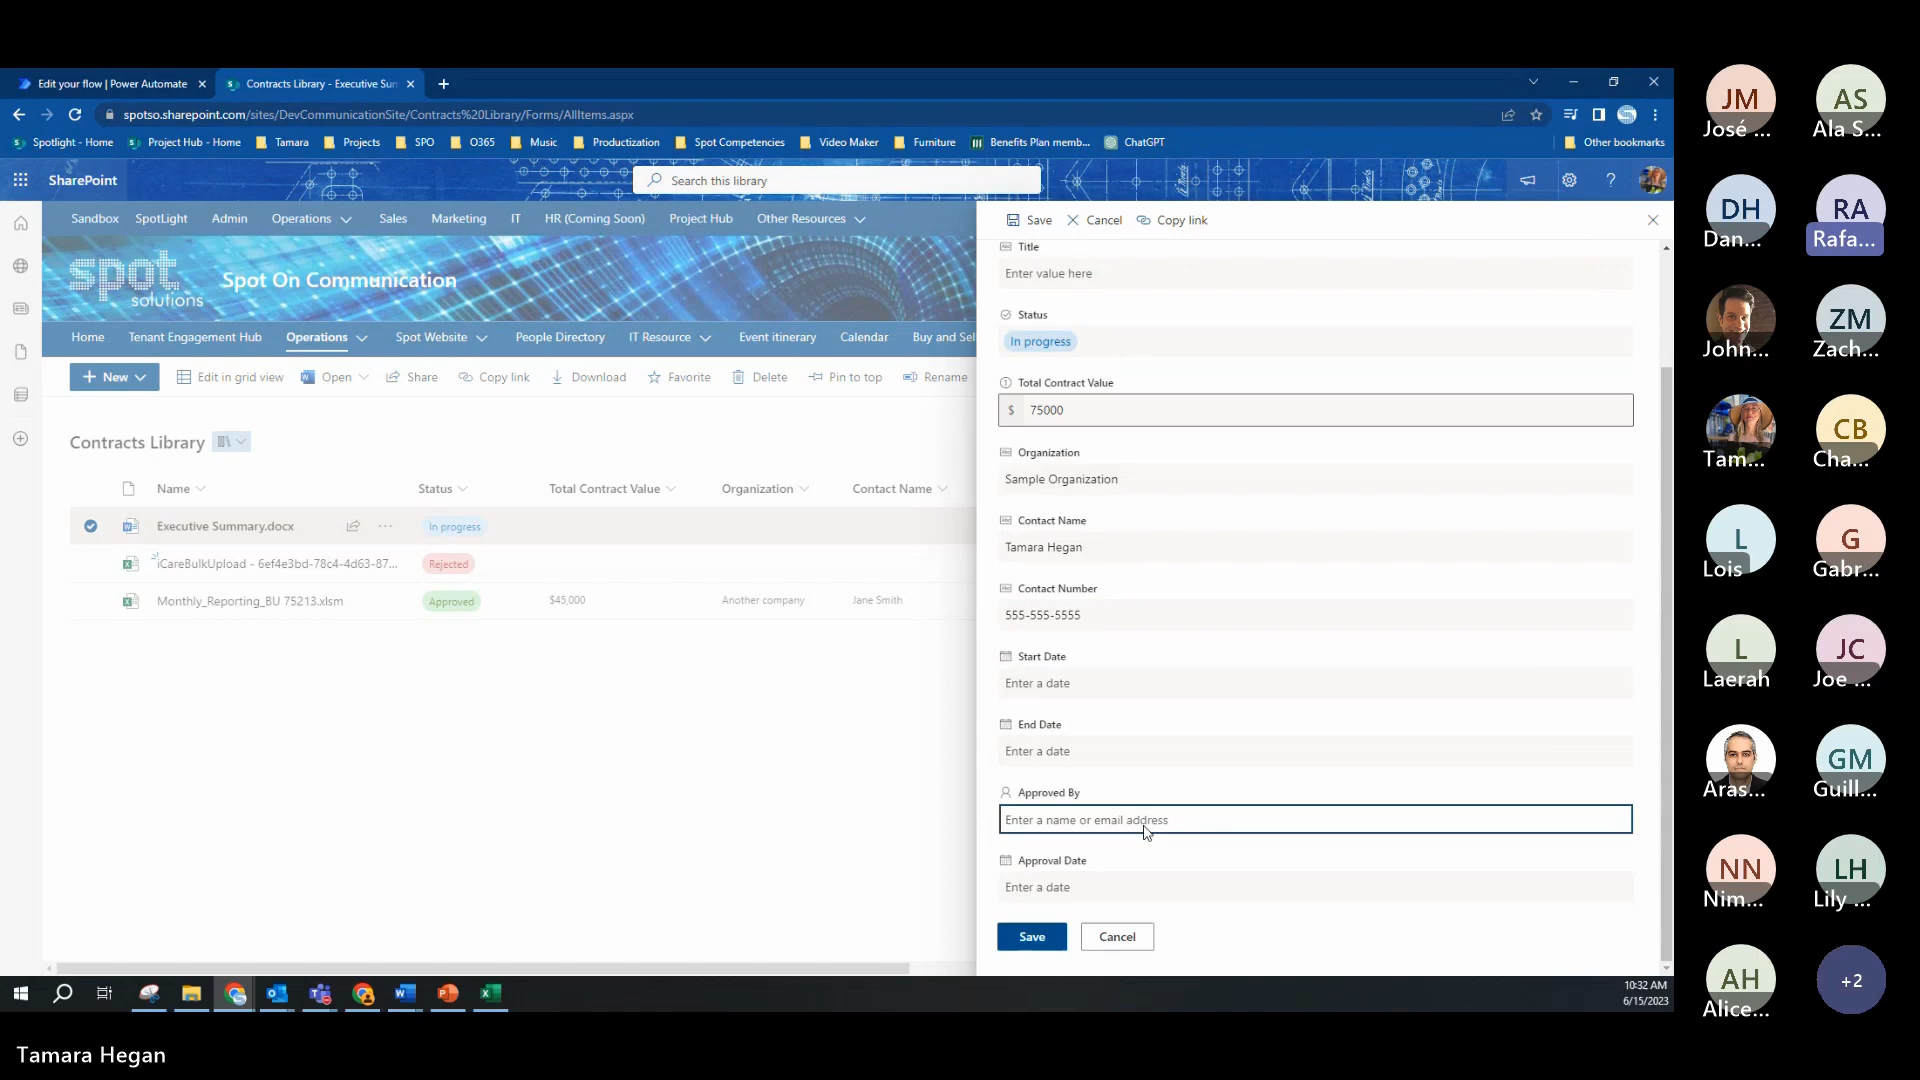 Edit your flow | Power Automate
Contracts Library - Executive Sum
spotso.sharepoint.com/sites/DevCommunicationSite/Contracts%20Library/Forms/AllItems.aspx
Spotlight - Home
Project Hub - Home
Tamara
Projects
SPO
O365
Music
Productization
Spot Competencies
Video Maker
Furniture
Benefits Plan memb...
ChatGPT
Other bookmarks
SharePoint
Search this library
Sandbox
SpotLight
Admin
Operations
Sales
Marketing
IT
HR (Coming Soon)
Project Hub
Other Resources
spot
solutions
Spot On Communication
Home
Tenant Engagement Hub
Operations
Spot Website
People Directory
IT Resource
Event itinerary
Calendar
Buy and Sel
New
Edit in grid view
Open
Share
Copy link
Download
Favorite
Delete
Pin to top
Rename
Contracts Library
Name
Status
Total Contract Value
Organization
Contact Name
Executive Summary.docx
In progress
iCareBulkUpload - 6ef4e3bd-78c4-4d63-87...
Rejected
Monthly_Reporting_BU 75213.xlsm
Approved
$45,000
Another company
Jane Smith
Save
Cancel
Copy link
Title
Enter value here
Status
In progress
Total Contract Value
$ 75000
Organization
Sample Organization
Contact Name
Tamara Hegan
Contact Number
555-555-5555
Start Date
Enter a date
End Date
Enter a date
Approved By
Enter a name or email address
Approval Date
Enter a date
Save
Cancel
10:32 AM
6/15/2023
JM
José ...
AS
Ala S...
DH
Dan...
RA
Rafa...
John...
ZM
Zach...
Tam...
CB
Cha...
L
Lois
G
Gabr...
L
Laerah
JC
Joe ...
Aras...
GM
Guill...
NN
Nim...
LH
Lily ...
AH
Alice...
+2
Tamara Hegan